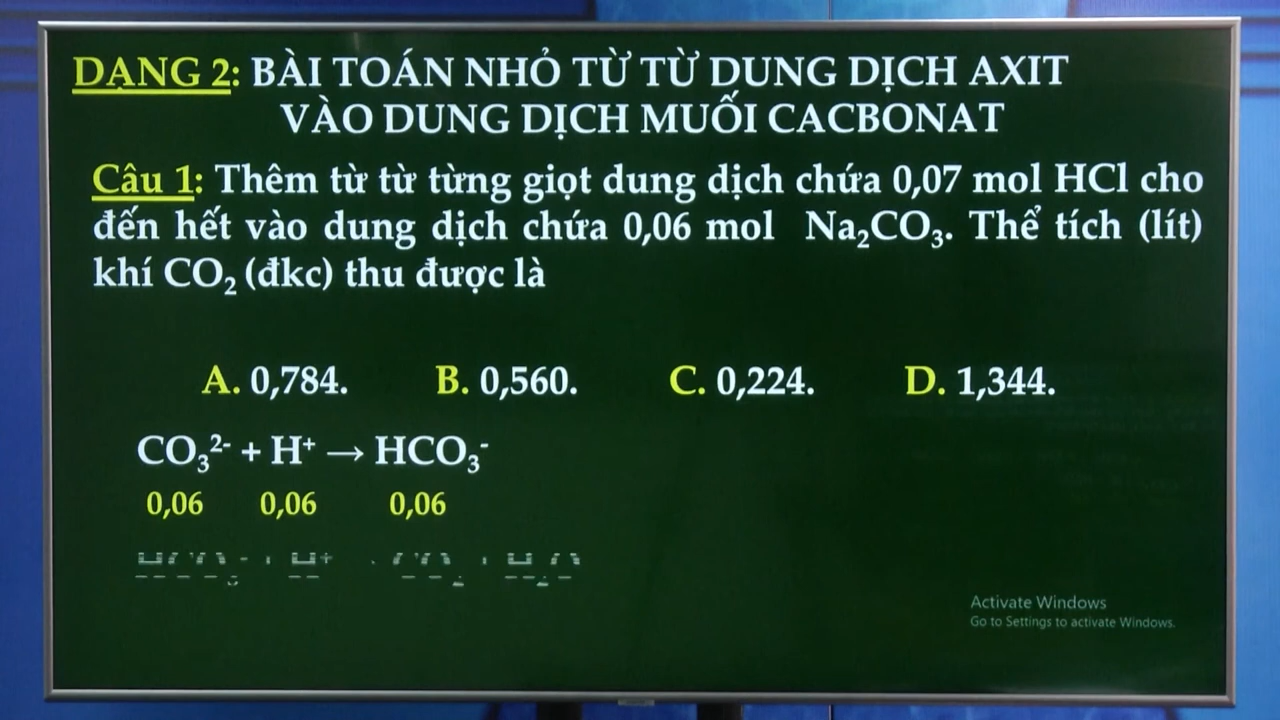 DẠNG 2: BÀI TOÁN NHỎ TỪ TỪ DUNG DỊCH AXIT
VÀO DUNG DỊCH MUỐI CACBONAT
Câu 1: Thêm từ từ từng giọt dung dịch chứa 0,07 mol HCl cho
đến hết vào dung dịch chứa 0,06 mol Na₂CO₃. Thể tích (lít)
khí CO₂ (đkc) thu được là
A. 0,784. B. 0,560. C. 0,224. D. 1,344.
CO₃²⁻ + H⁺ → HCO₃⁻
0,06 0,06 0,06
Activate Windows
Go to Settings to activate Windows.